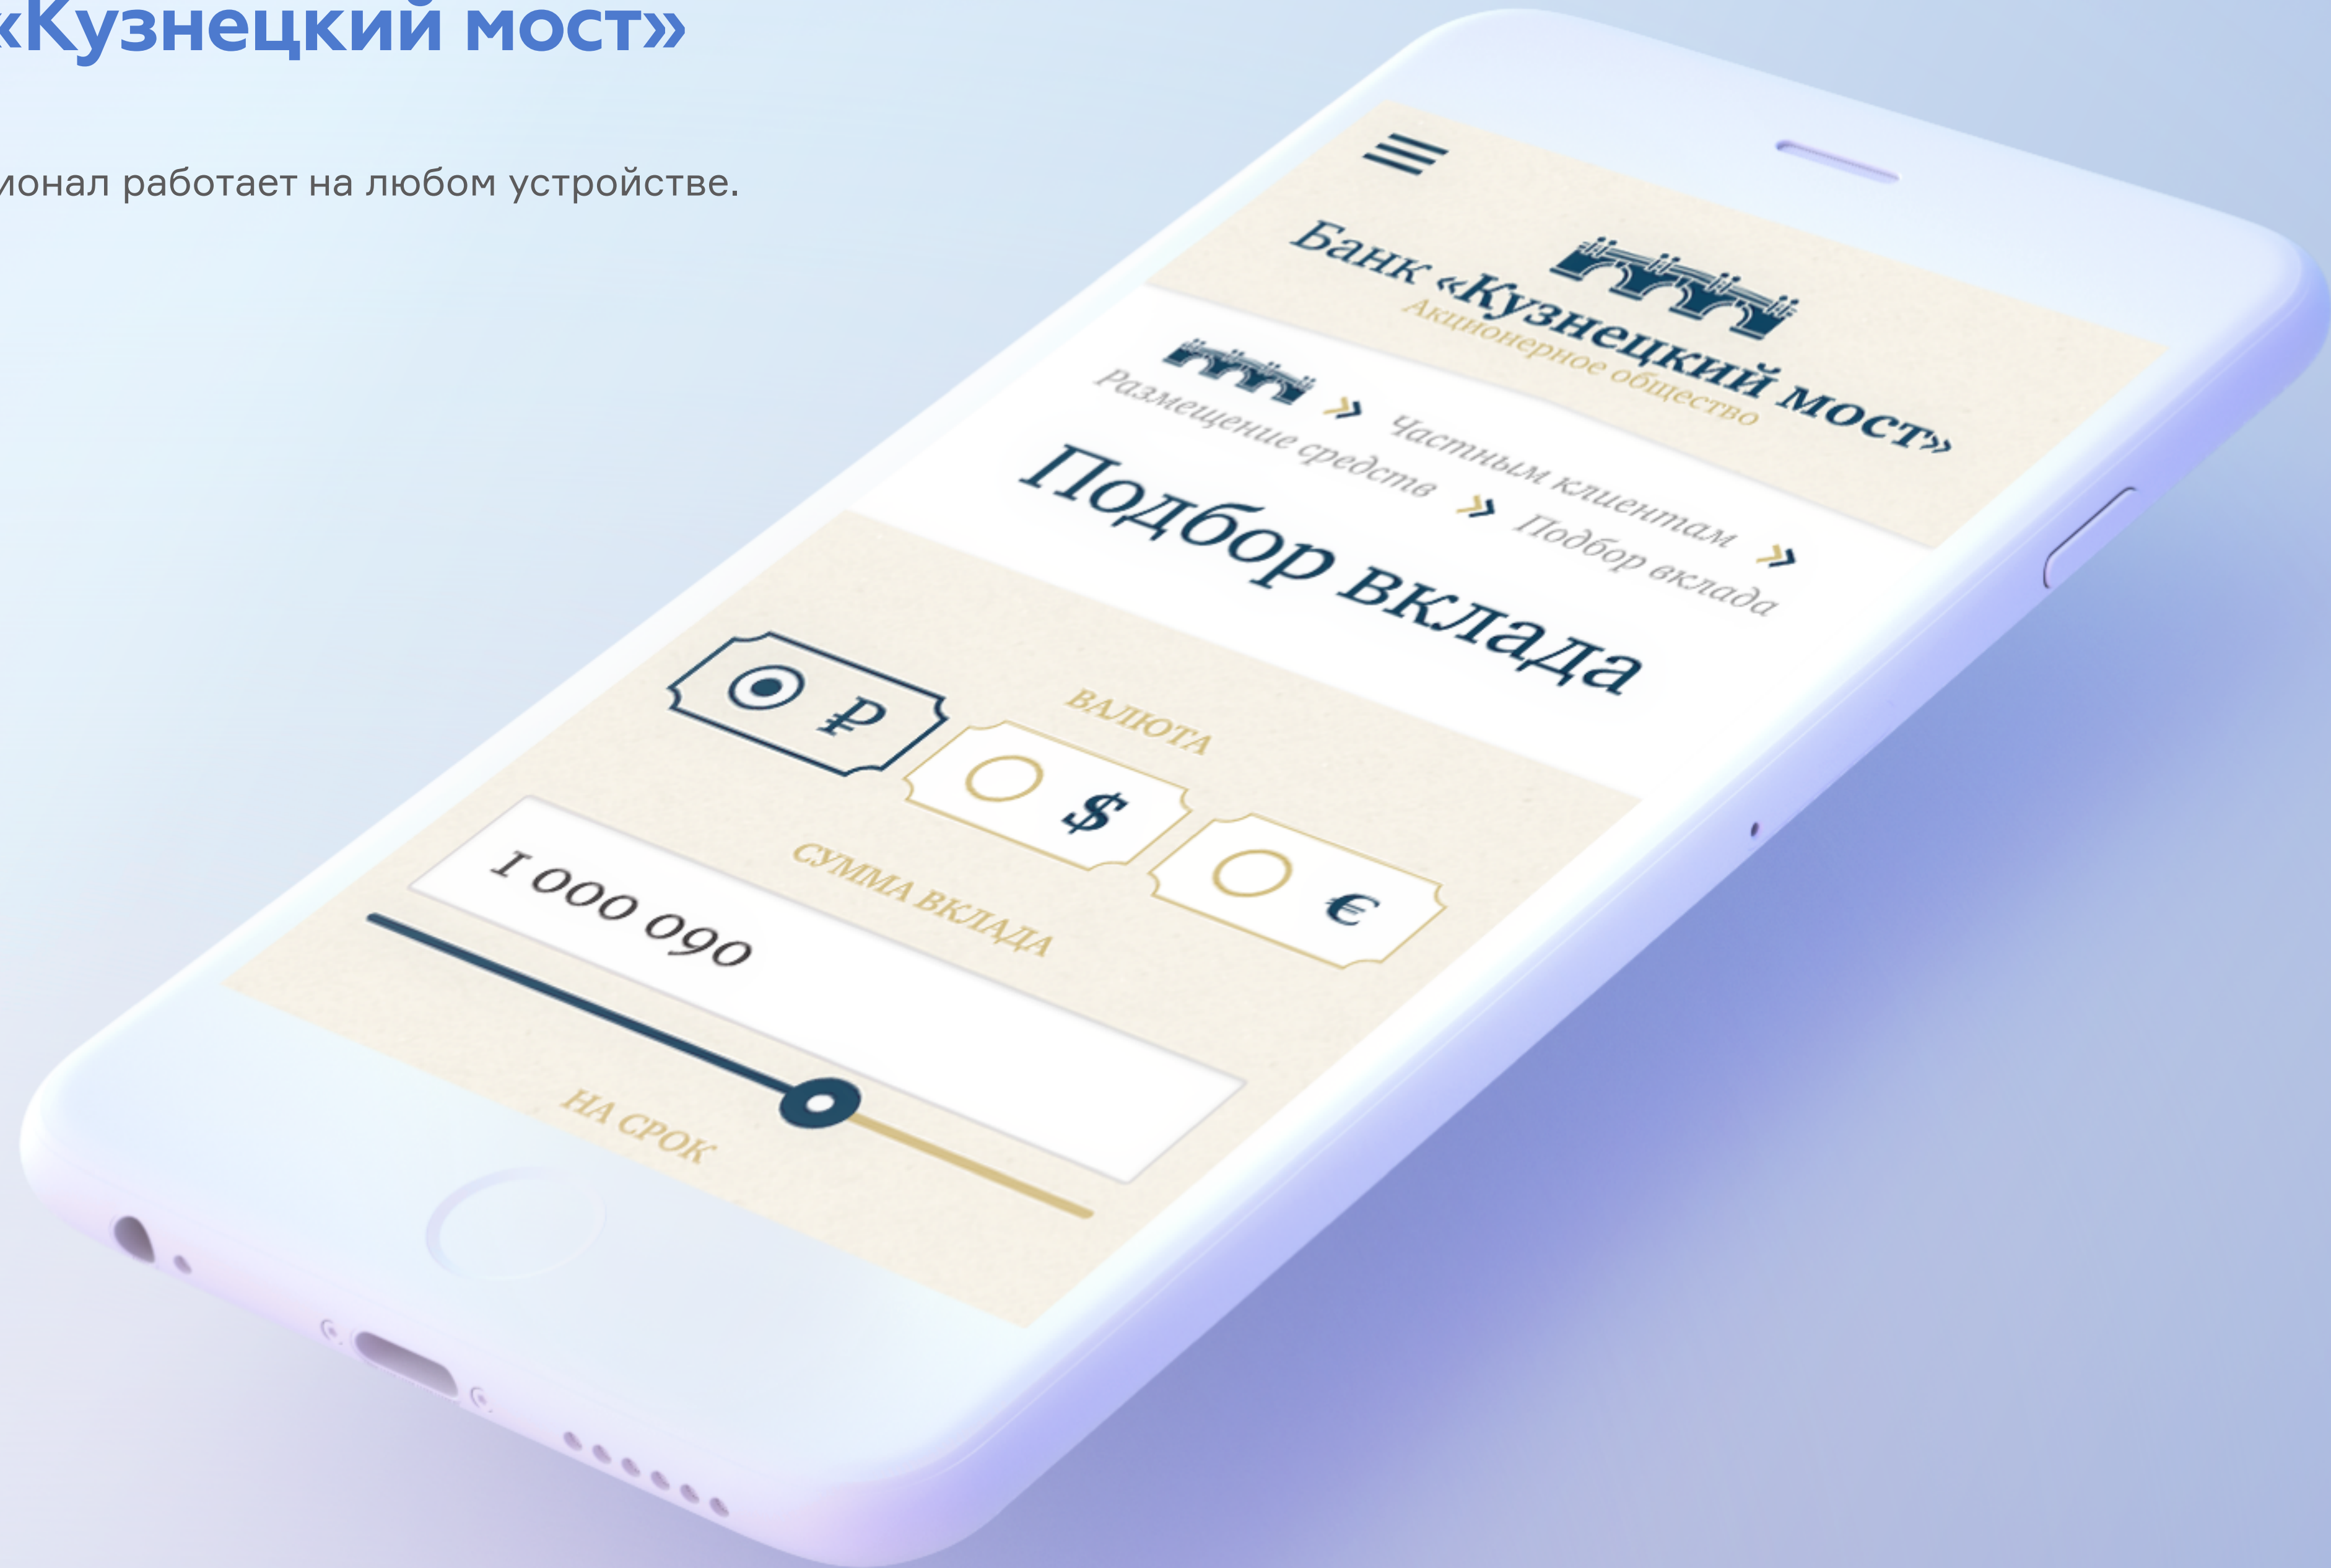 «Кузнецкий мост»
работает на любом устройстве.
Банк «Кузнецкий мост»
Акционерное общество
» Частным клиентам »
Размещение средств » Подбор вклада
Подбор вклада
ВАЛЮТА
₽
$
€
СУММА ВКЛАДА
1 000 090
НА СРОК